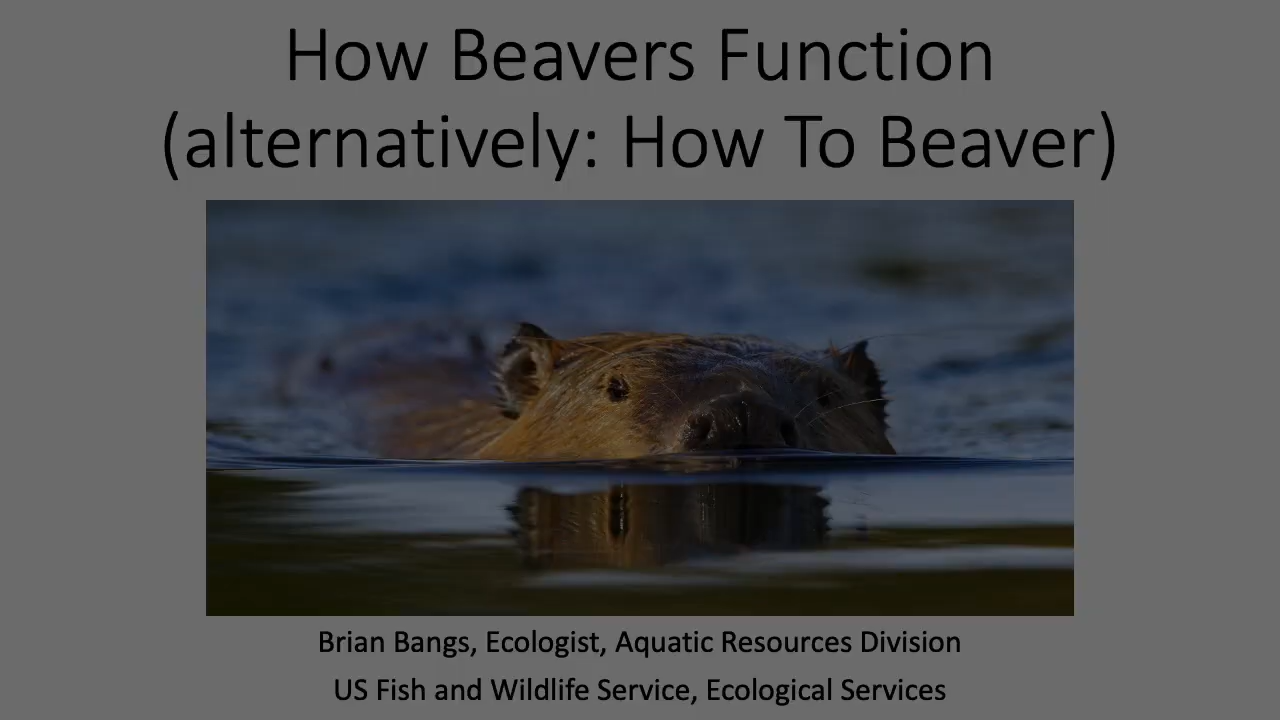 How Beavers Function
(alternatively: How To Beaver)
Brian Bangs, Ecologist, Aquatic Resources Division
US Fish and Wildlife Service, Ecological Services